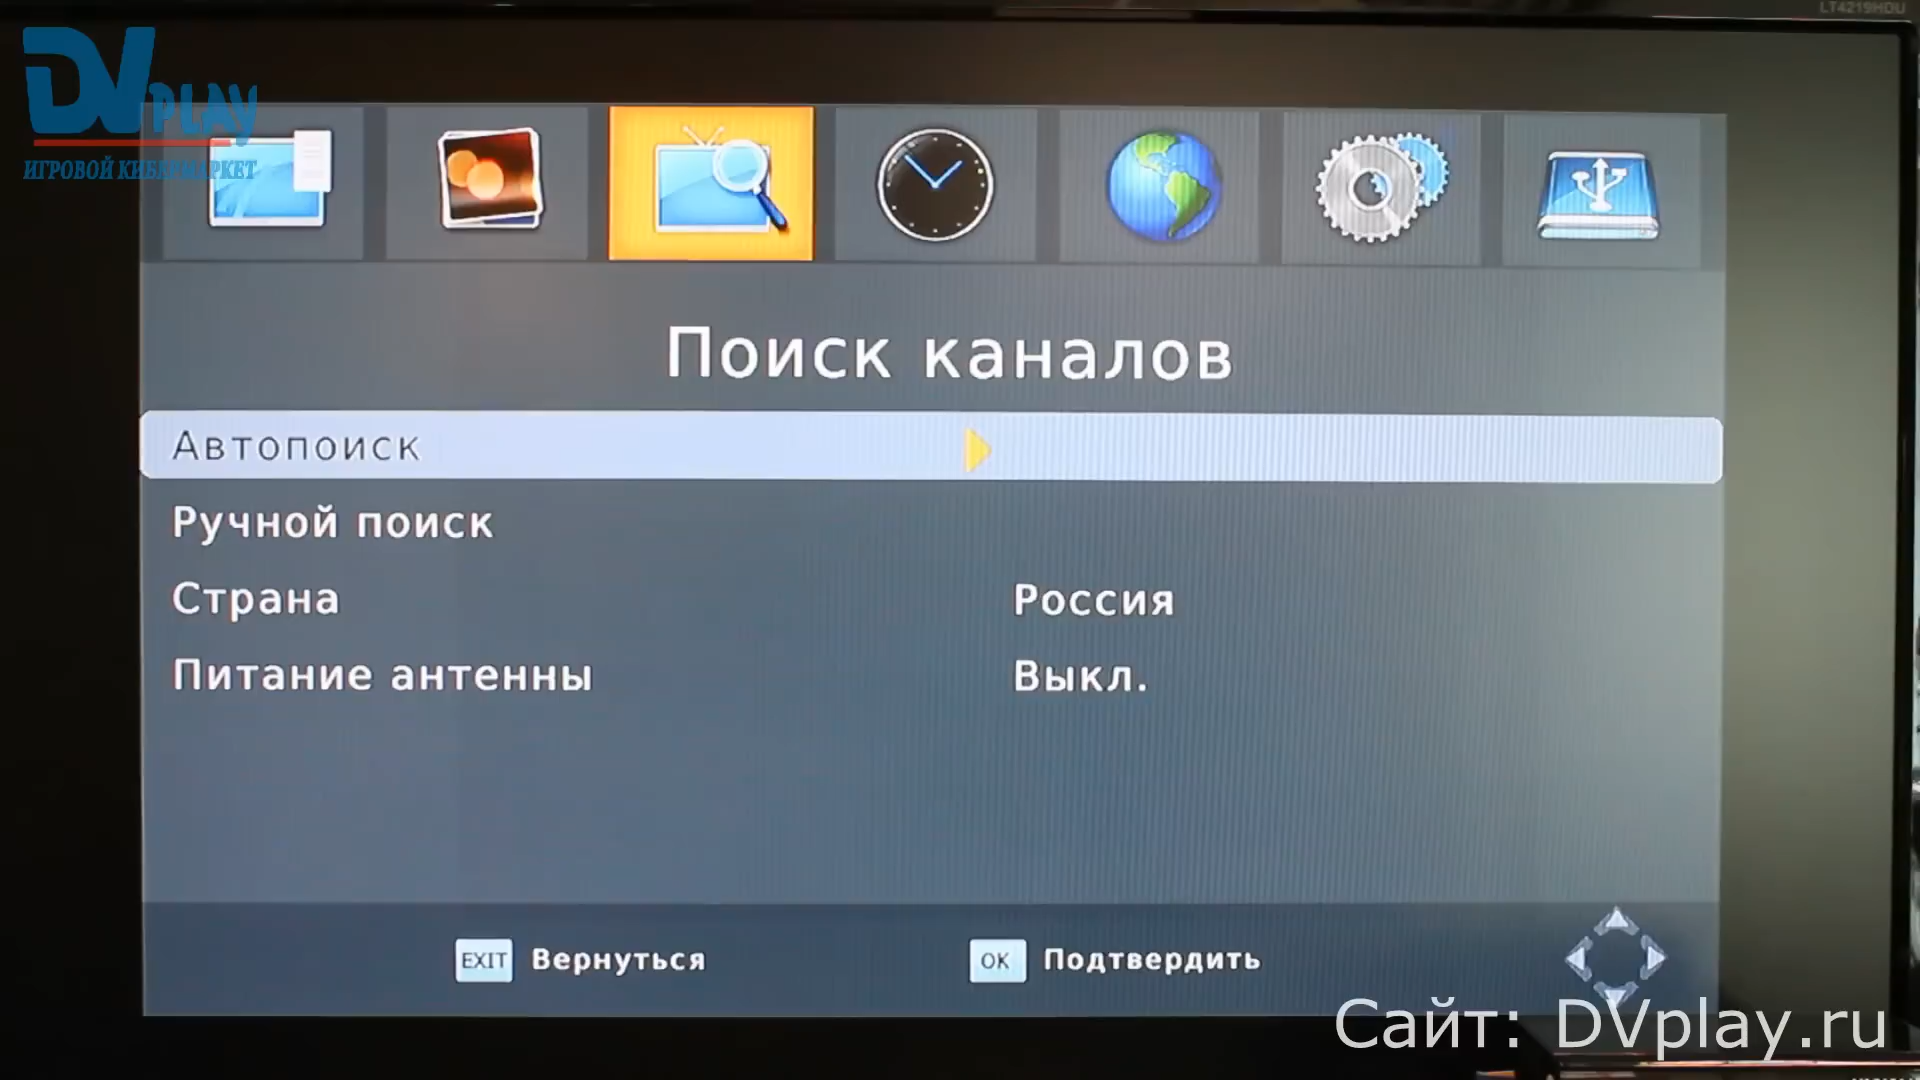 LT4219HDU
DVPLAY
ИГРОВОЙ КИБЕРМАРКЕТ
Поиск каналов
Автопоиск
Ручной поиск
Страна Россия
Питание антенны Выкл.
EXIT Вернуться OK Подтвердить
Сайт: DVplay.ru